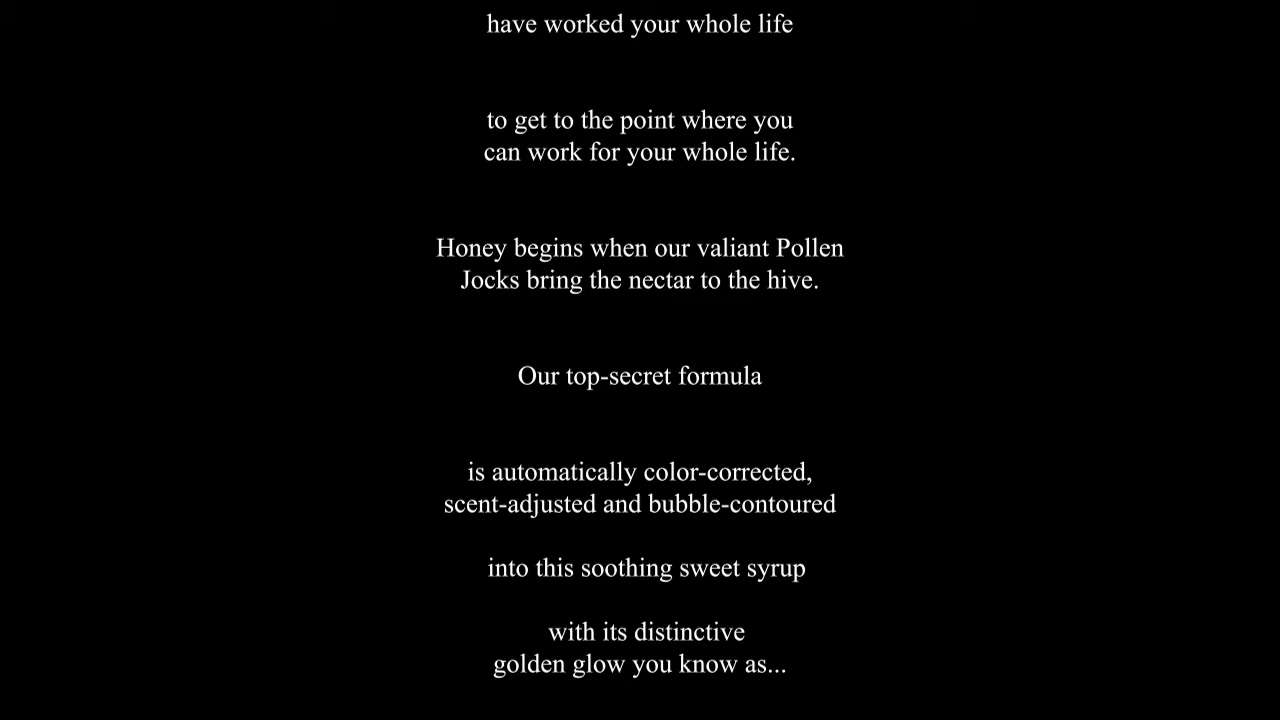 have worked your whole life
to get to the point where you
can work for your whole life.
Honey begins when our valiant Pollen
Jocks bring the nectar to the hive.
Our top-secret formula
is automatically color-corrected,
scent-adjusted and bubble-contoured
into this soothing sweet syrup
with its distinctive
golden glow you know as...